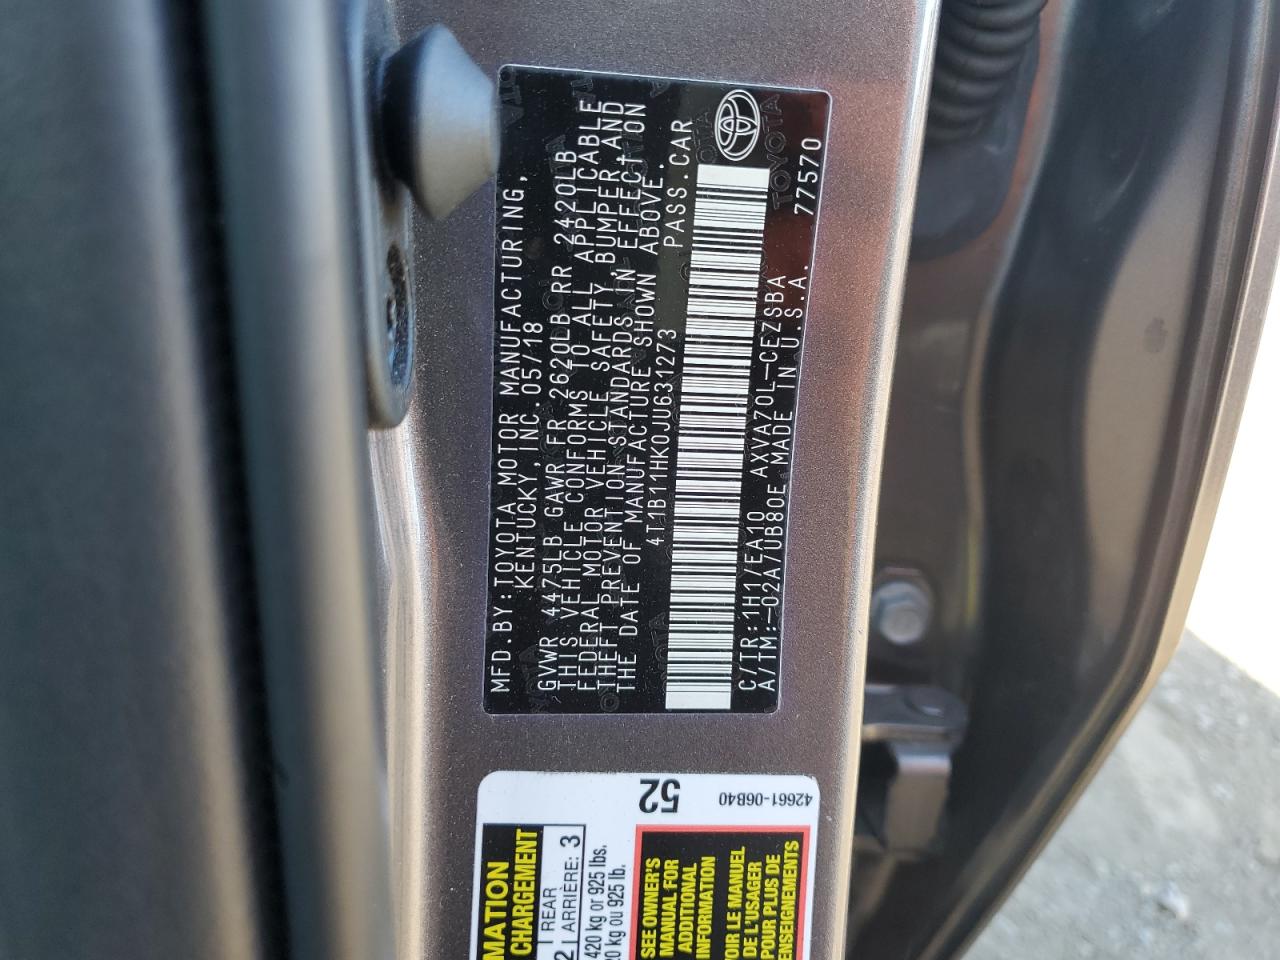 MFD.BY:TOYOTA MOTOR MANUFACTURING,
KENTUCKY,INC.05/18
GVWR 4475LB GAWR FR 2620LB RR 2420LB
THIS VEHICLE CONFORMS TO ALL APPLICABLE
FEDERAL MOTOR VEHICLE SAFETY,BUMPER,AND
THEFT PREVENTION STANDARDS IN EFFECT ON
THE DATE OF MANUFACTURE SHOWN ABOVE.
4T1B11HK0JU631273 PASS.CAR
TOYOTA
C/TR:1H1/EA10 AXVA70L-CEZSBA
A/TM:-02A/UB80E MADE IN U.S.A. 77570
52
42661-06B40
MATION
CHARGEMENT
2 REAR 3
2 ARRIÈRE: 3
420 kg or 925 lbs.
20 kg ou 925 lb.
SEE OWNER'S
MANUAL FOR
ADDITIONAL
INFORMATION
VOIR LE MANUEL
DE L'USAGER
POUR PLUS DE
RENSEIGNEMENTS